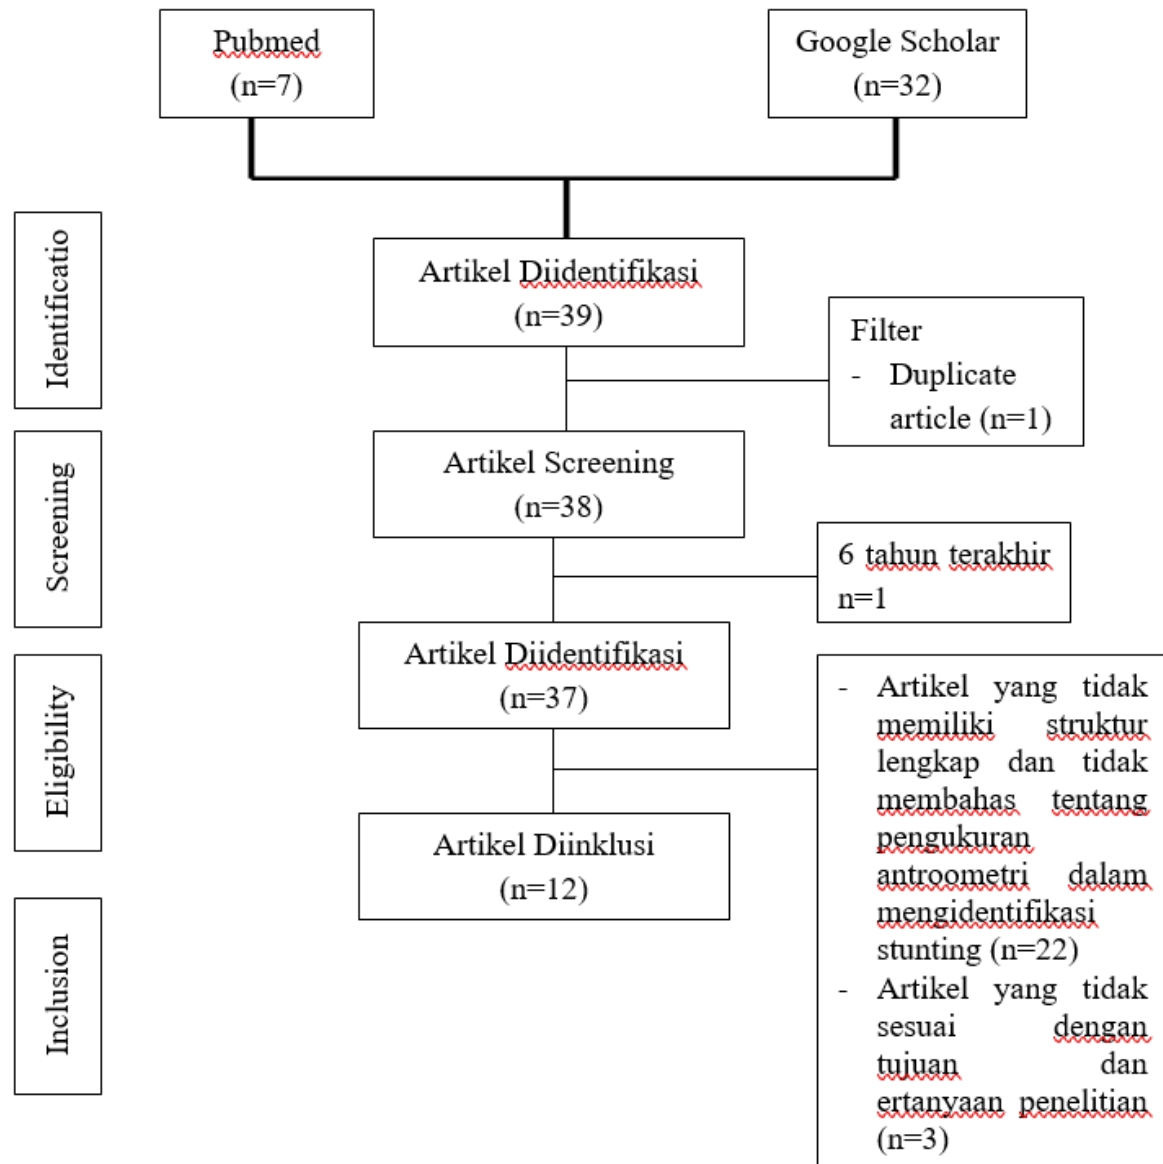 Pubmed
(n=7)
Google Scholar
(n=32)
Identificatio
Artikel Diidentifikasi
(n=39)
Filter
- Duplicate
article (n=1)
Screening
Artikel Screening
(n=38)
6 tahun terakhir
n=1
Eligibility
Artikel Diidentifikasi
(n=37)
- Artikel yang tidak
memiliki struktur
lengkap dan tidak
membahas tentang
pengukuran
antroometri dalam
mengidentifikasi
stunting (n=22)
- Artikel yang tidak
sesuai dengan
tujuan dan
ertanyaan penelitian
(n=3)
Artikel Diinklusi
(n=12)
Inclusion